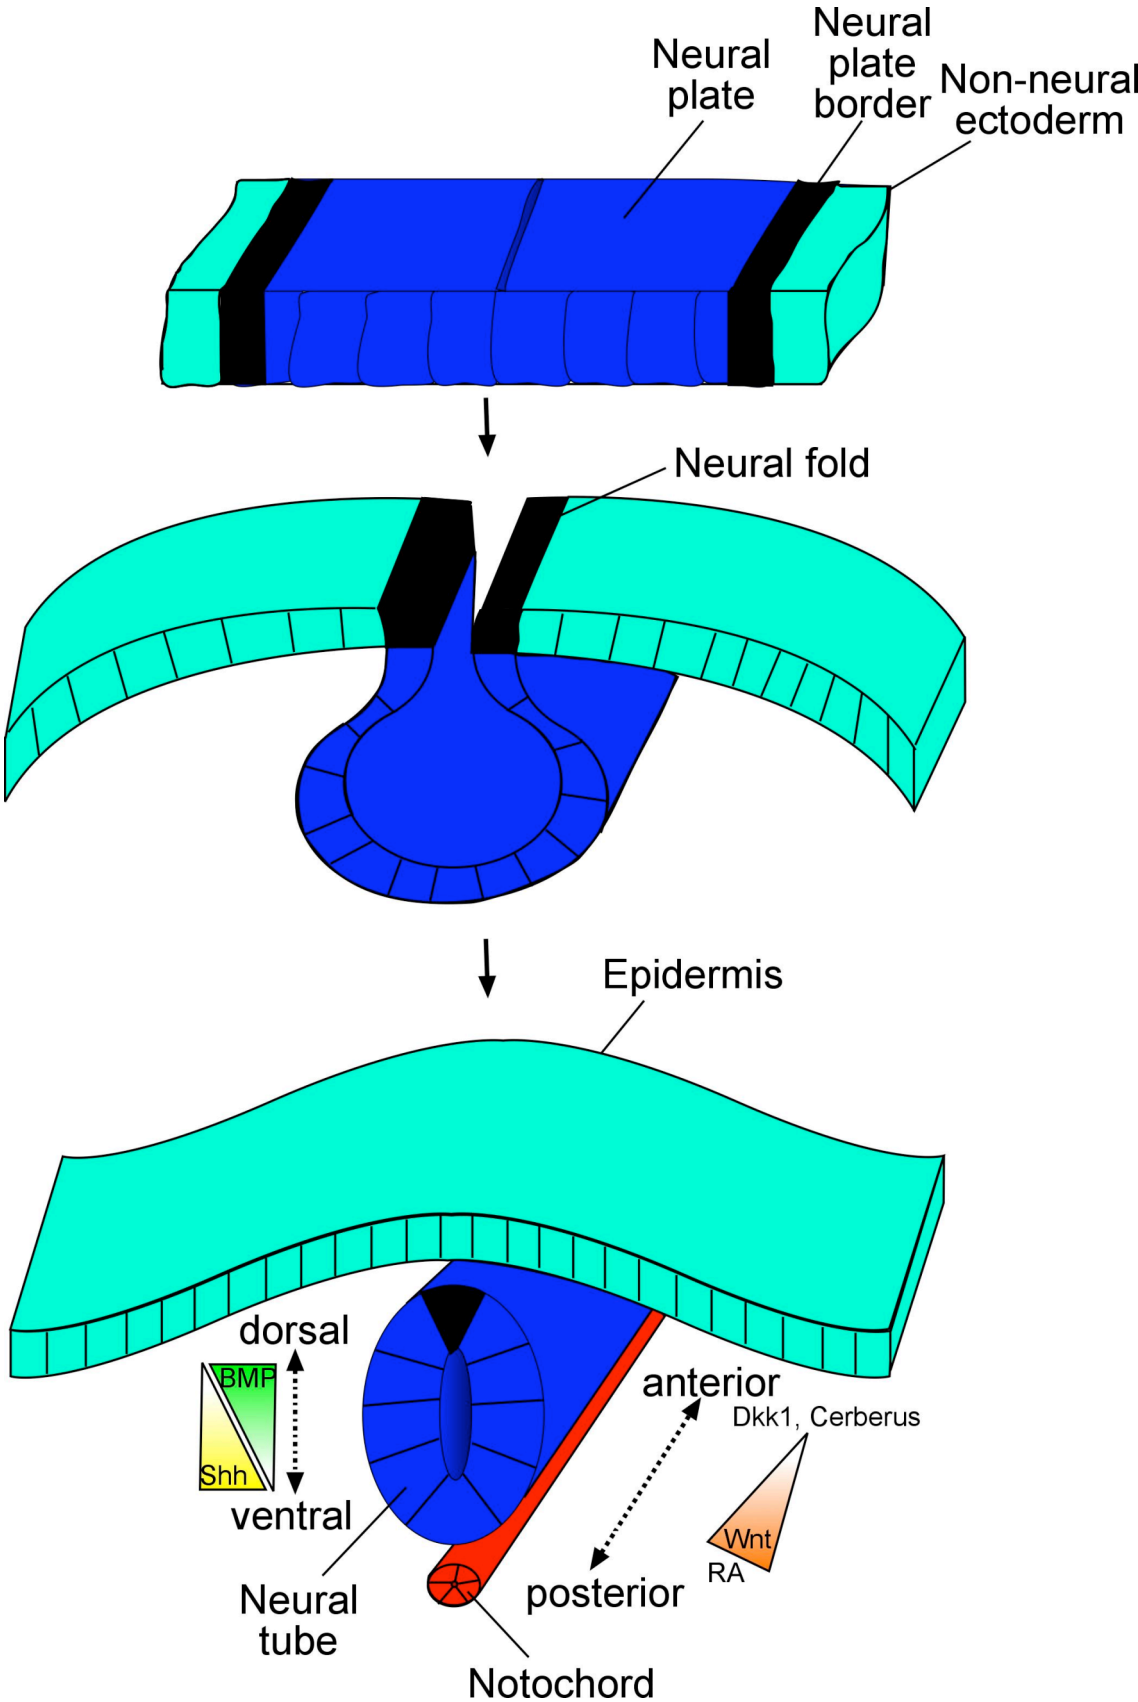 Neural
plate
Neural
plate
border
Non-neural
ectoderm
Neural fold
Epidermis
dorsal
BMP
Shh
ventral
anterior
Dkk1, Cerberus
Wnt
RA
posterior
Neural
tube
Notochord